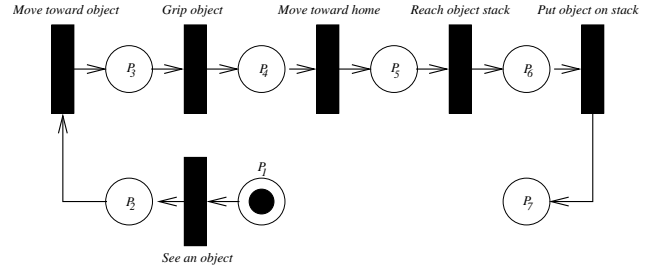 Move toward object
Grip object
Move toward home
Reach object stack
Put object on stack
P3
P4
P5
P6
P1
P2
P7
See an object